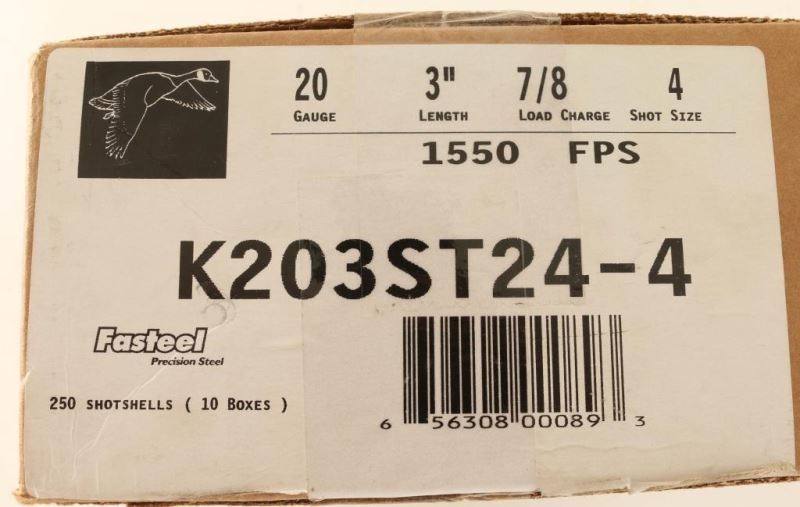 20 3" 7/8 4
GAUGE LENGTH LOAD CHARGE SHOT SIZE
1550 FPS
K203ST24-4
Fasteel
Precision Steel
250 SHOTSHELLS ( 10 BOXES )
6 56308 00089 3